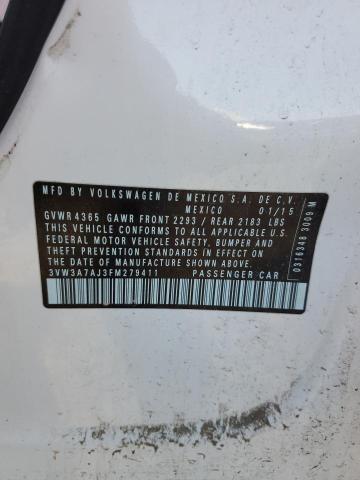 MFD BY VOLKSWAGEN DE MEXICO S.A. DE C.V.
MEXICO 01/15
GVWR 4365 GAWR FRONT 2293 / REAR 2183 LBS
THIS VEHICLE CONFORMS TO ALL APPLICABLE
FEDERAL MOTOR VEHICLE SAFETY, BUMPER AND
THEFT PREVENTION STANDARDS IN EFFECT ON
THE DATE OF MANUFACTURE SHOWN ABOVE.
3VW3A7AJ3FM279411 PASSENGER CAR
0316348 3009 M